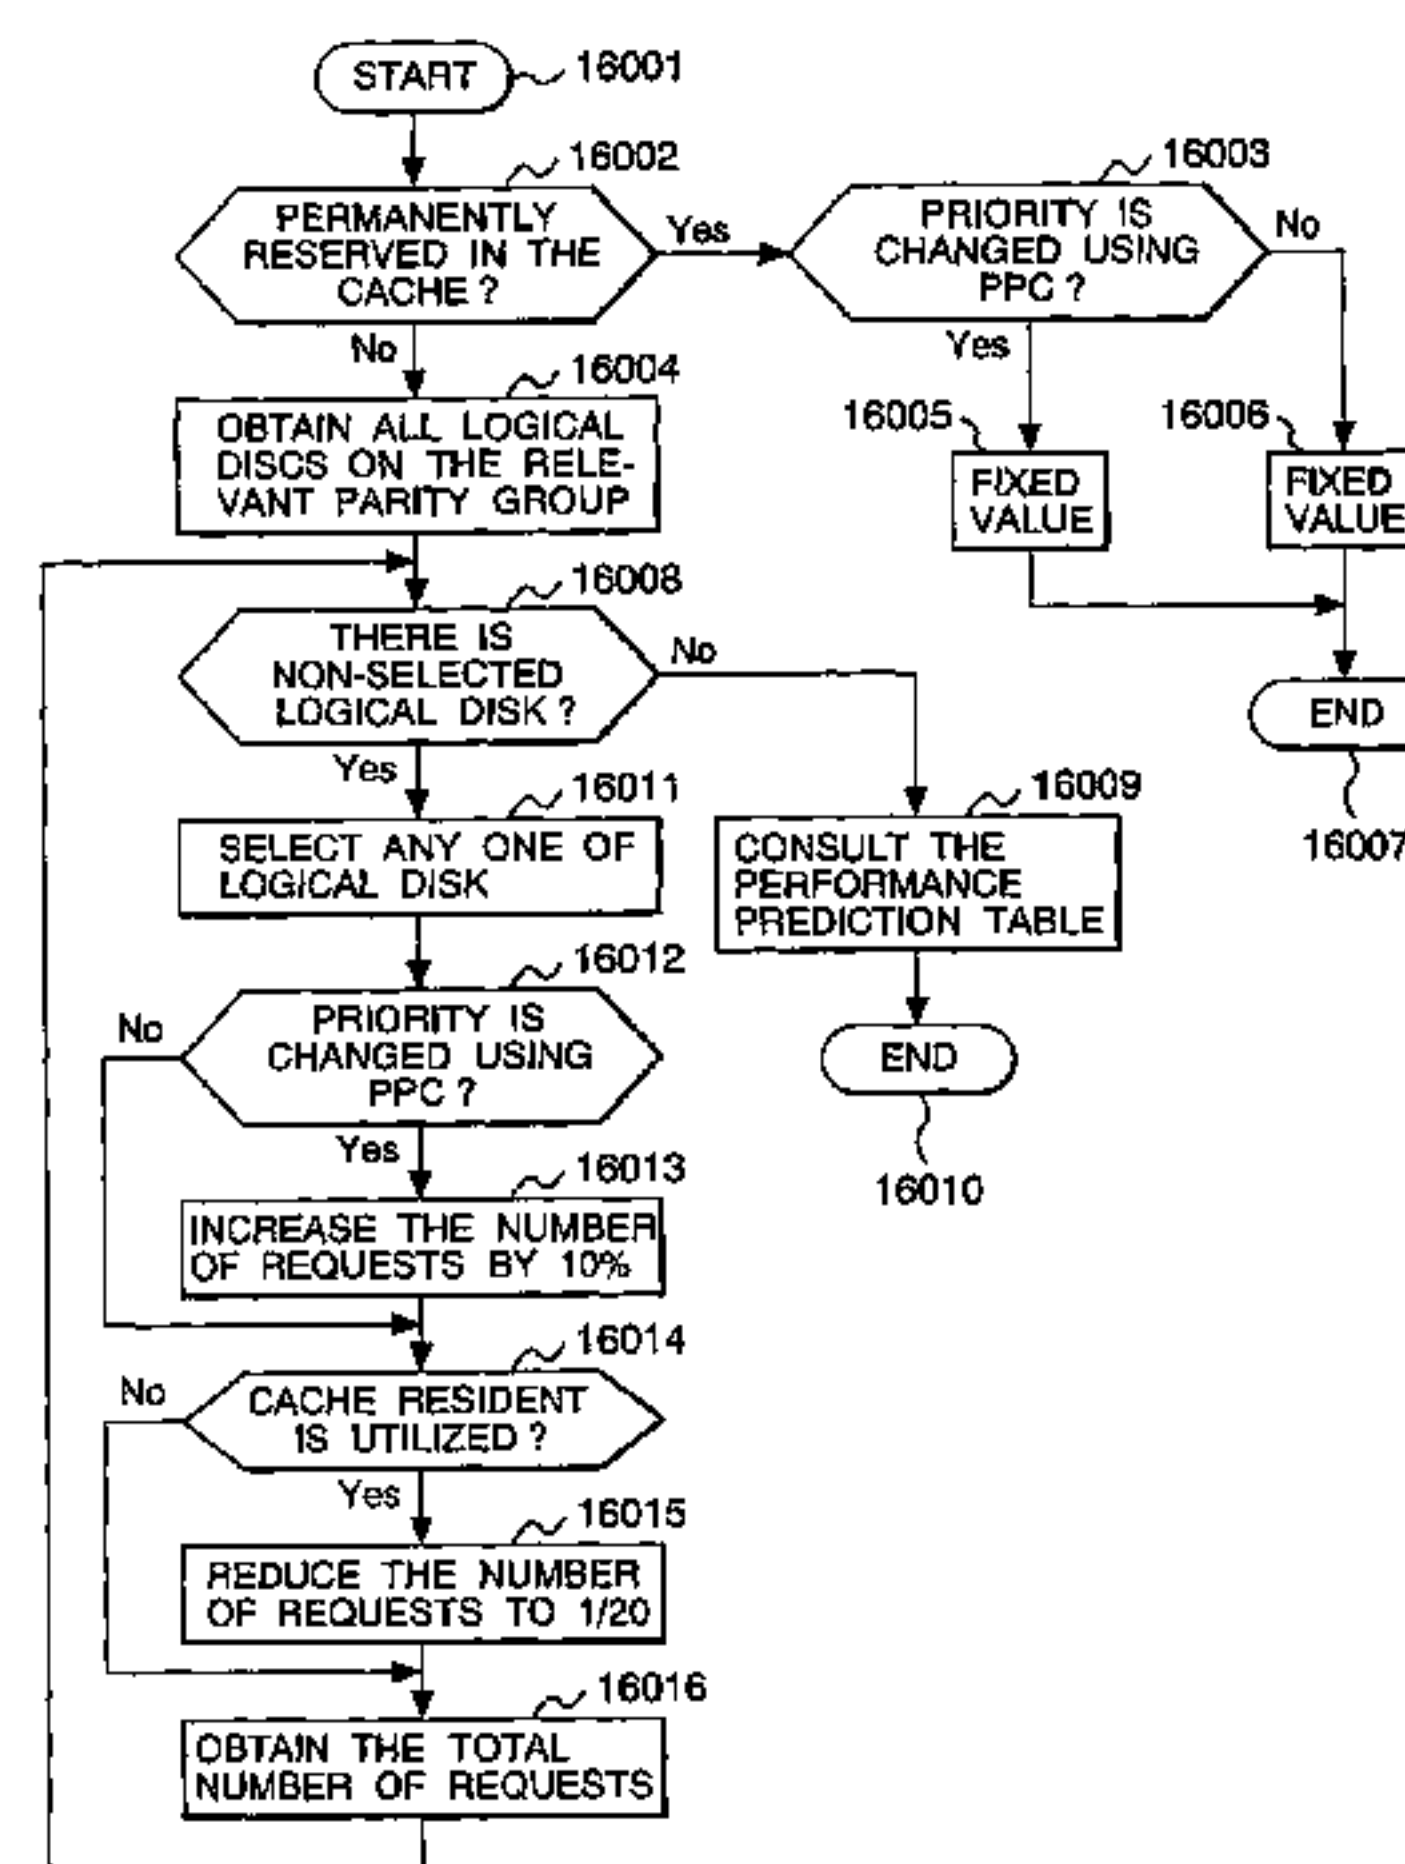 START
16001
16002
PERMANENTLY
RESERVED IN THE
CACHE ?
Yes
No
16003
PRIORITY IS
CHANGED USING
PPC ?
No
Yes
16004
OBTAIN ALL LOGICAL
DISCS ON THE RELE-
VANT PARITY GROUP
16005
FIXED
VALUE
16006
FIXED
VALUE
END
16007
16008
THERE IS
NON-SELECTED
LOGICAL DISK ?
No
Yes
16009
CONSULT THE
PERFORMANCE
PREDICTION TABLE
END
16010
16011
SELECT ANY ONE OF
LOGICAL DISK
16012
PRIORITY IS
CHANGED USING
PPC ?
No
Yes
16013
INCREASE THE NUMBER
OF REQUESTS BY 10%
16014
CACHE RESIDENT
IS UTILIZED ?
No
Yes
16015
REDUCE THE NUMBER
OF REQUESTS TO 1/20
16016
OBTAIN THE TOTAL
NUMBER OF REQUESTS